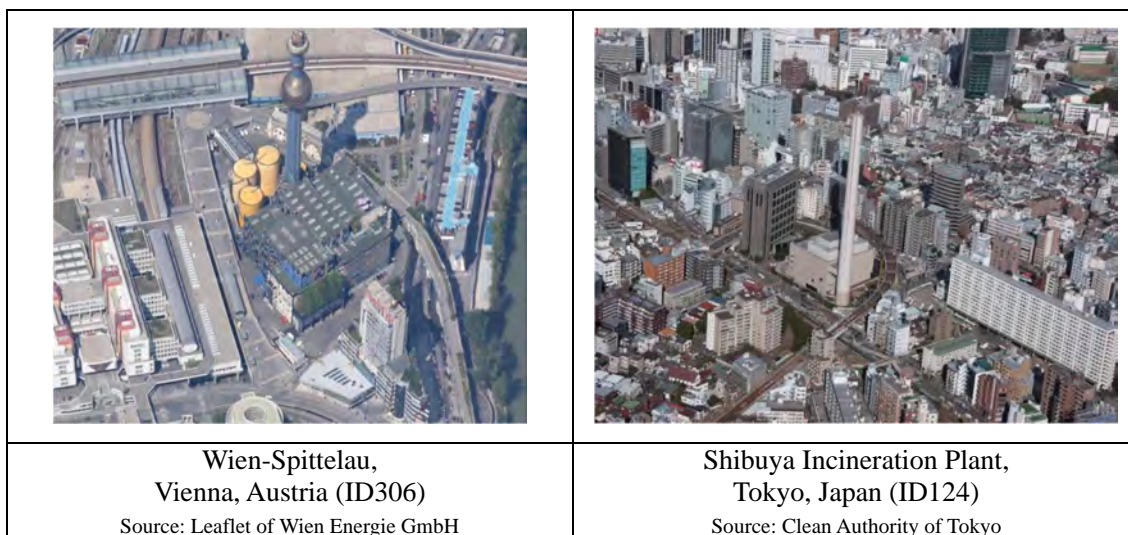 Wien-Spittelau,
Vienna, Austria (ID306)
Source: Leaflet of Wien Energie GmbH
Shibuya Incineration Plant,
Tokyo, Japan (ID124)
Source: Clean Authority of Tokyo